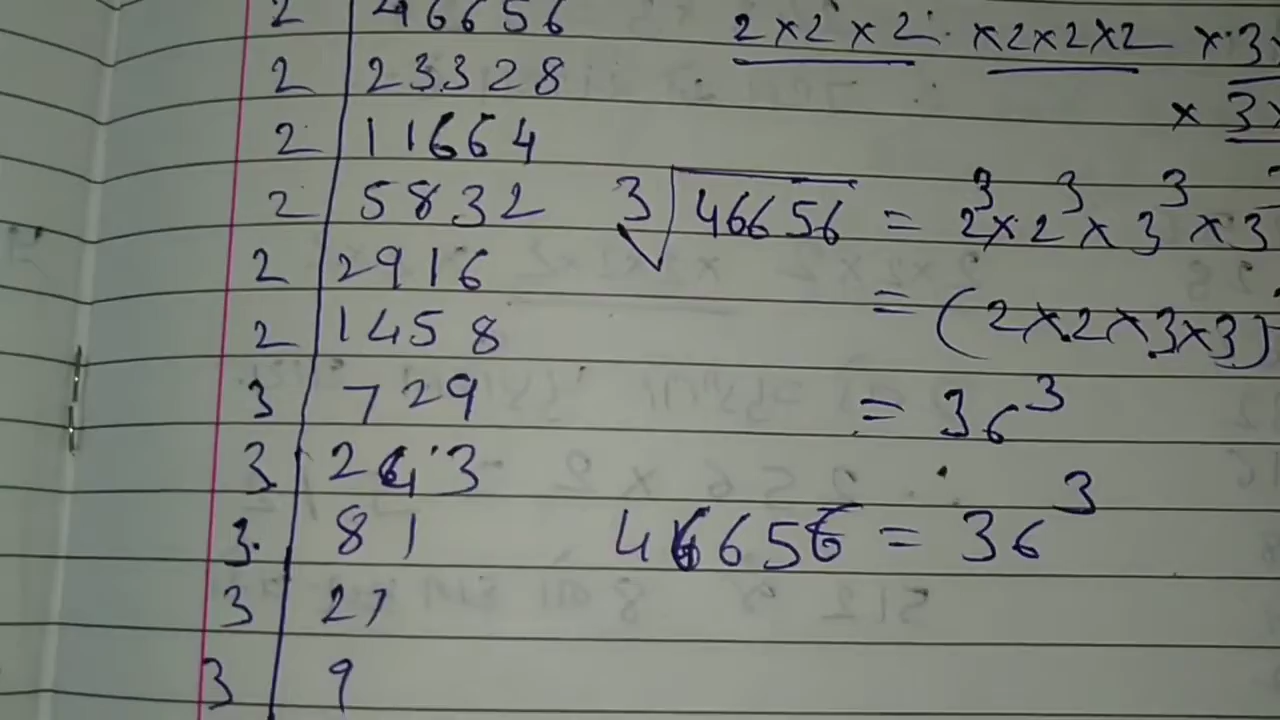 2 | 46656
2×2×2 ×2×2×2 ×3×
2 | 23328
× 3×
2 | 11664
2 | 5832
∛46656 = 2³×2³×3³×3³
2 | 2916
= (2×2×3×3)
2 | 1458
3 | 729
= 36³
3 | 243
3 | 81
46656 = 36³
3 | 27
3 | 9